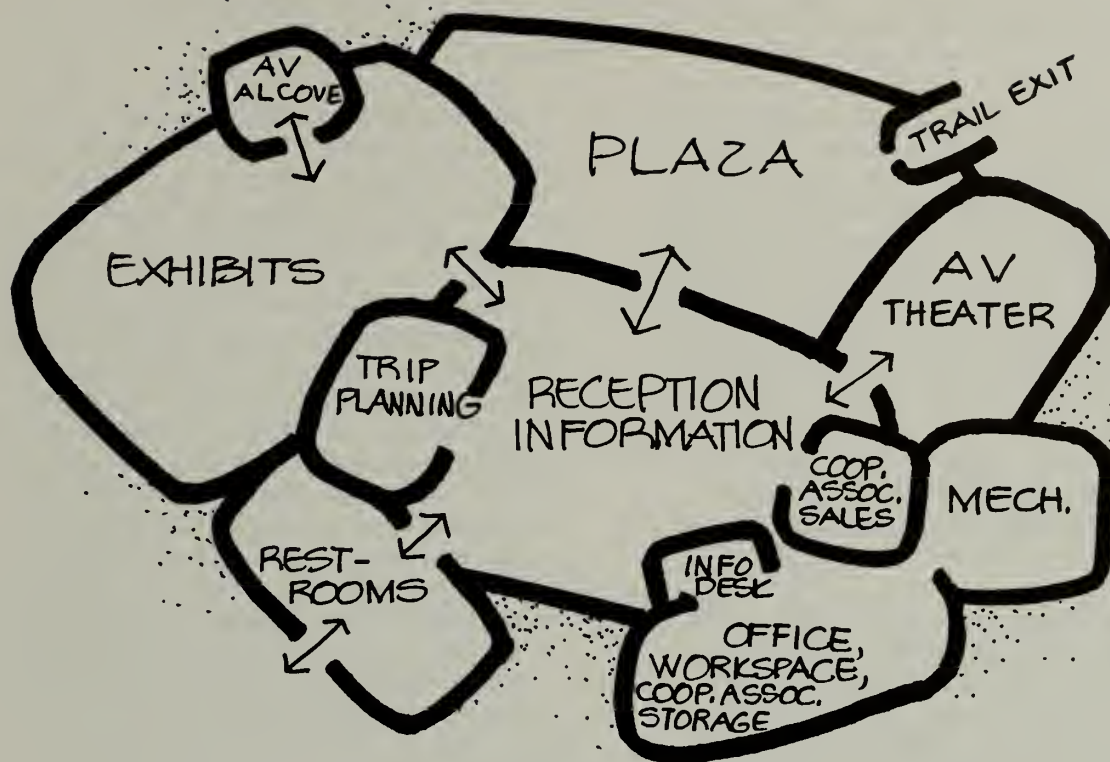 AV
ALCOVE
TRAIL EXIT
PLAZA
EXHIBITS
AV
THEATER
TRIP
PLANNING
RECEPTION
INFORMATION
COOP.
ASSOC.
SALES
MECH.
REST-
ROOMS
INFO
DESK
OFFICE,
WORKSPACE,
COOP. ASSOC.
STORAGE